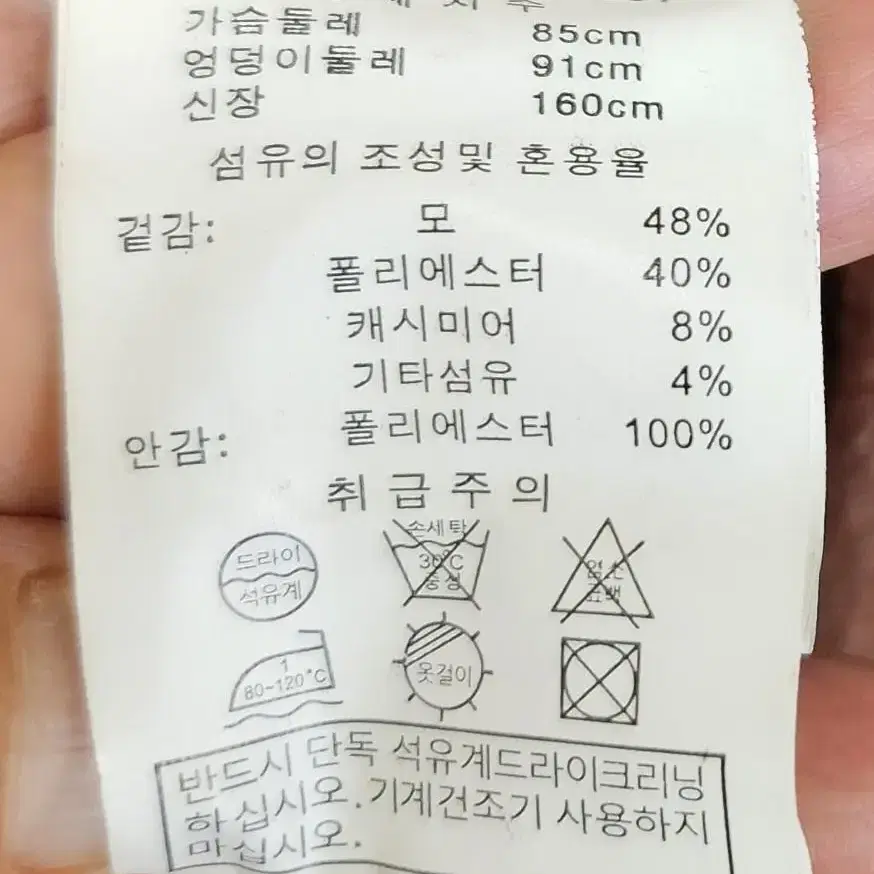 가슴둘레 85cm
엉덩이둘레 91cm
신장 160cm
섬유의 조성및 혼용율
겉감: 모 48%
폴리에스터 40%
캐시미어 8%
기타섬유 4%
안감: 폴리에스터 100%
취급주의
드라이
석유계
손세탁
30°C
중성
염소
표백
1
80-120°C
옷걸이
반드시 단독 석유계드라이크리닝
하십시오.기계건조기 사용하지
마십시오.